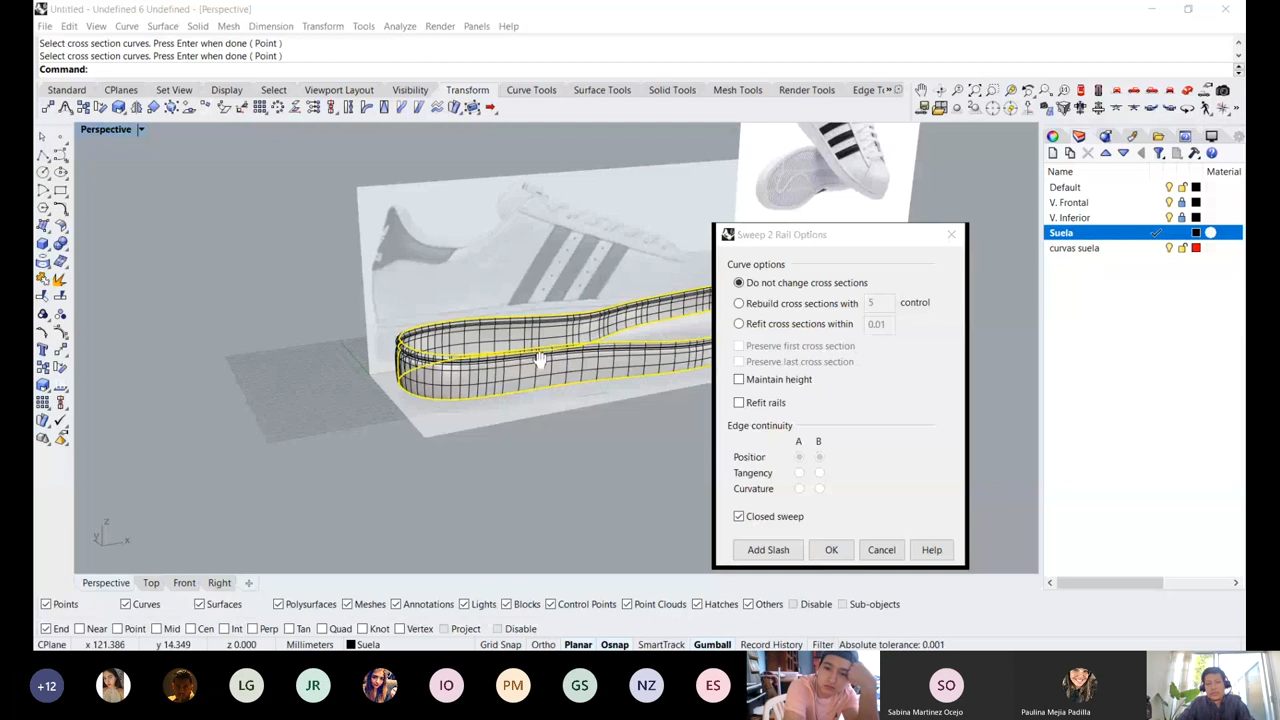 Untitled - Undefined 6 Undefined - [Perspective]
File Edit View Curve Surface Solid Mesh Dimension Transform Tools Analyze Render Panels Help
Select cross section curves. Press Enter when done ( Point )
Select cross section curves. Press Enter when done ( Point )
Command:
Standard CPlanes Set View Display Select Viewport Layout Visibility Transform Curve Tools Surface Tools Solid Tools Mesh Tools Render Tools Edge T
Perspective
Name Material
Default
V. Frontal
V. Inferior
Suela
curvas suela
Sweep 2 Rail Options
Curve options
Do not change cross sections
Rebuild cross sections with 5 control
Refit cross sections within 0.01
Preserve first cross section
Preserve last cross section
Maintain height
Refit rails
Edge continuity
A B
Positior
Tangency
Curvature
Closed sweep
Add Slash OK Cancel Help
z
y x
Perspective Top Front Right
Points Curves Surfaces Polysurfaces Meshes Annotations Lights Blocks Control Points Point Clouds Hatches Others Disable Sub-objects
End Near Point Mid Cen Int Perp Tan Quad Knot Vertex Project Disable
CPlane x 121.386 y 14.349 z 0.000 Millimeters Suela Grid Snap Ortho Planar Osnap SmartTrack Gumball Record History Filter Absolute tolerance: 0.001
+12 LG JR IO PM GS NZ ES SO
Sabina Martinez Ocejo Paulina Mejia Padilla